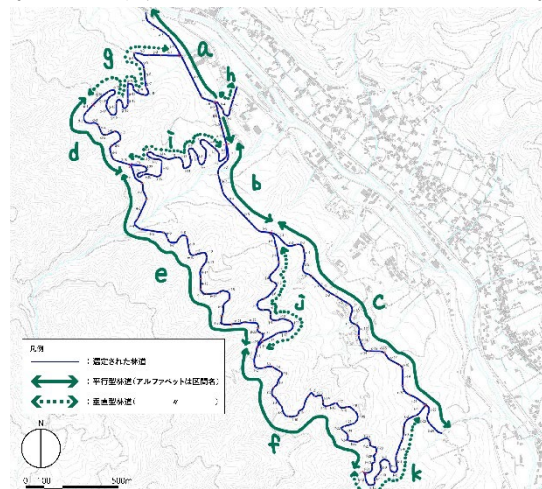 a
g
h
d
i
b
e
c
j
f
k
凡例
：選定された林道
：平行型林道(アルファベットは区間名)
：垂直型林道( 〃 )
N
0 100 500m